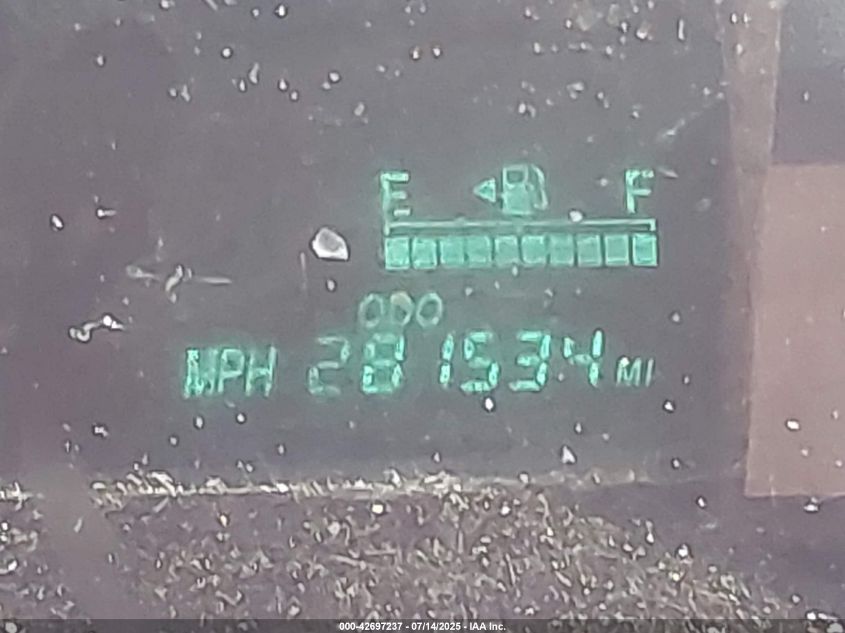 E F
ODO
MPH 281534 MI
000-42697237 - 07/14/2025 - IAA Inc.